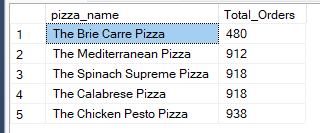 pizza_name Total_Orders
1 The Brie Carre Pizza 480
2 The Mediterranean Pizza 912
3 The Spinach Supreme Pizza 918
4 The Calabrese Pizza 918
5 The Chicken Pesto Pizza 938